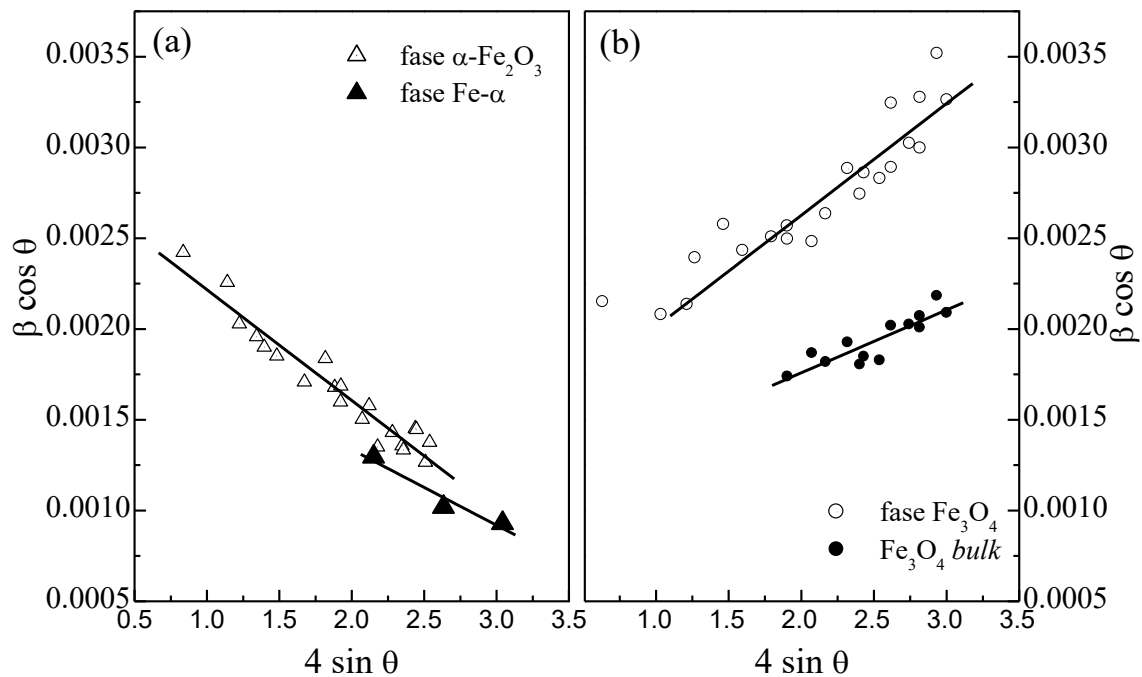 (a)
fase α-Fe₂O₃
fase Fe-α
0.0035
0.0030
0.0025
0.0020
0.0015
0.0010
0.0005
β cos θ
0.5 1.0 1.5 2.0 2.5 3.0 3.5
4 sin θ
(b)
fase Fe₃O₄
Fe₃O₄ bulk
0.0035
0.0030
0.0025
0.0020
0.0015
0.0010
0.0005
β cos θ
1.0 1.5 2.0 2.5 3.0 3.5
4 sin θ